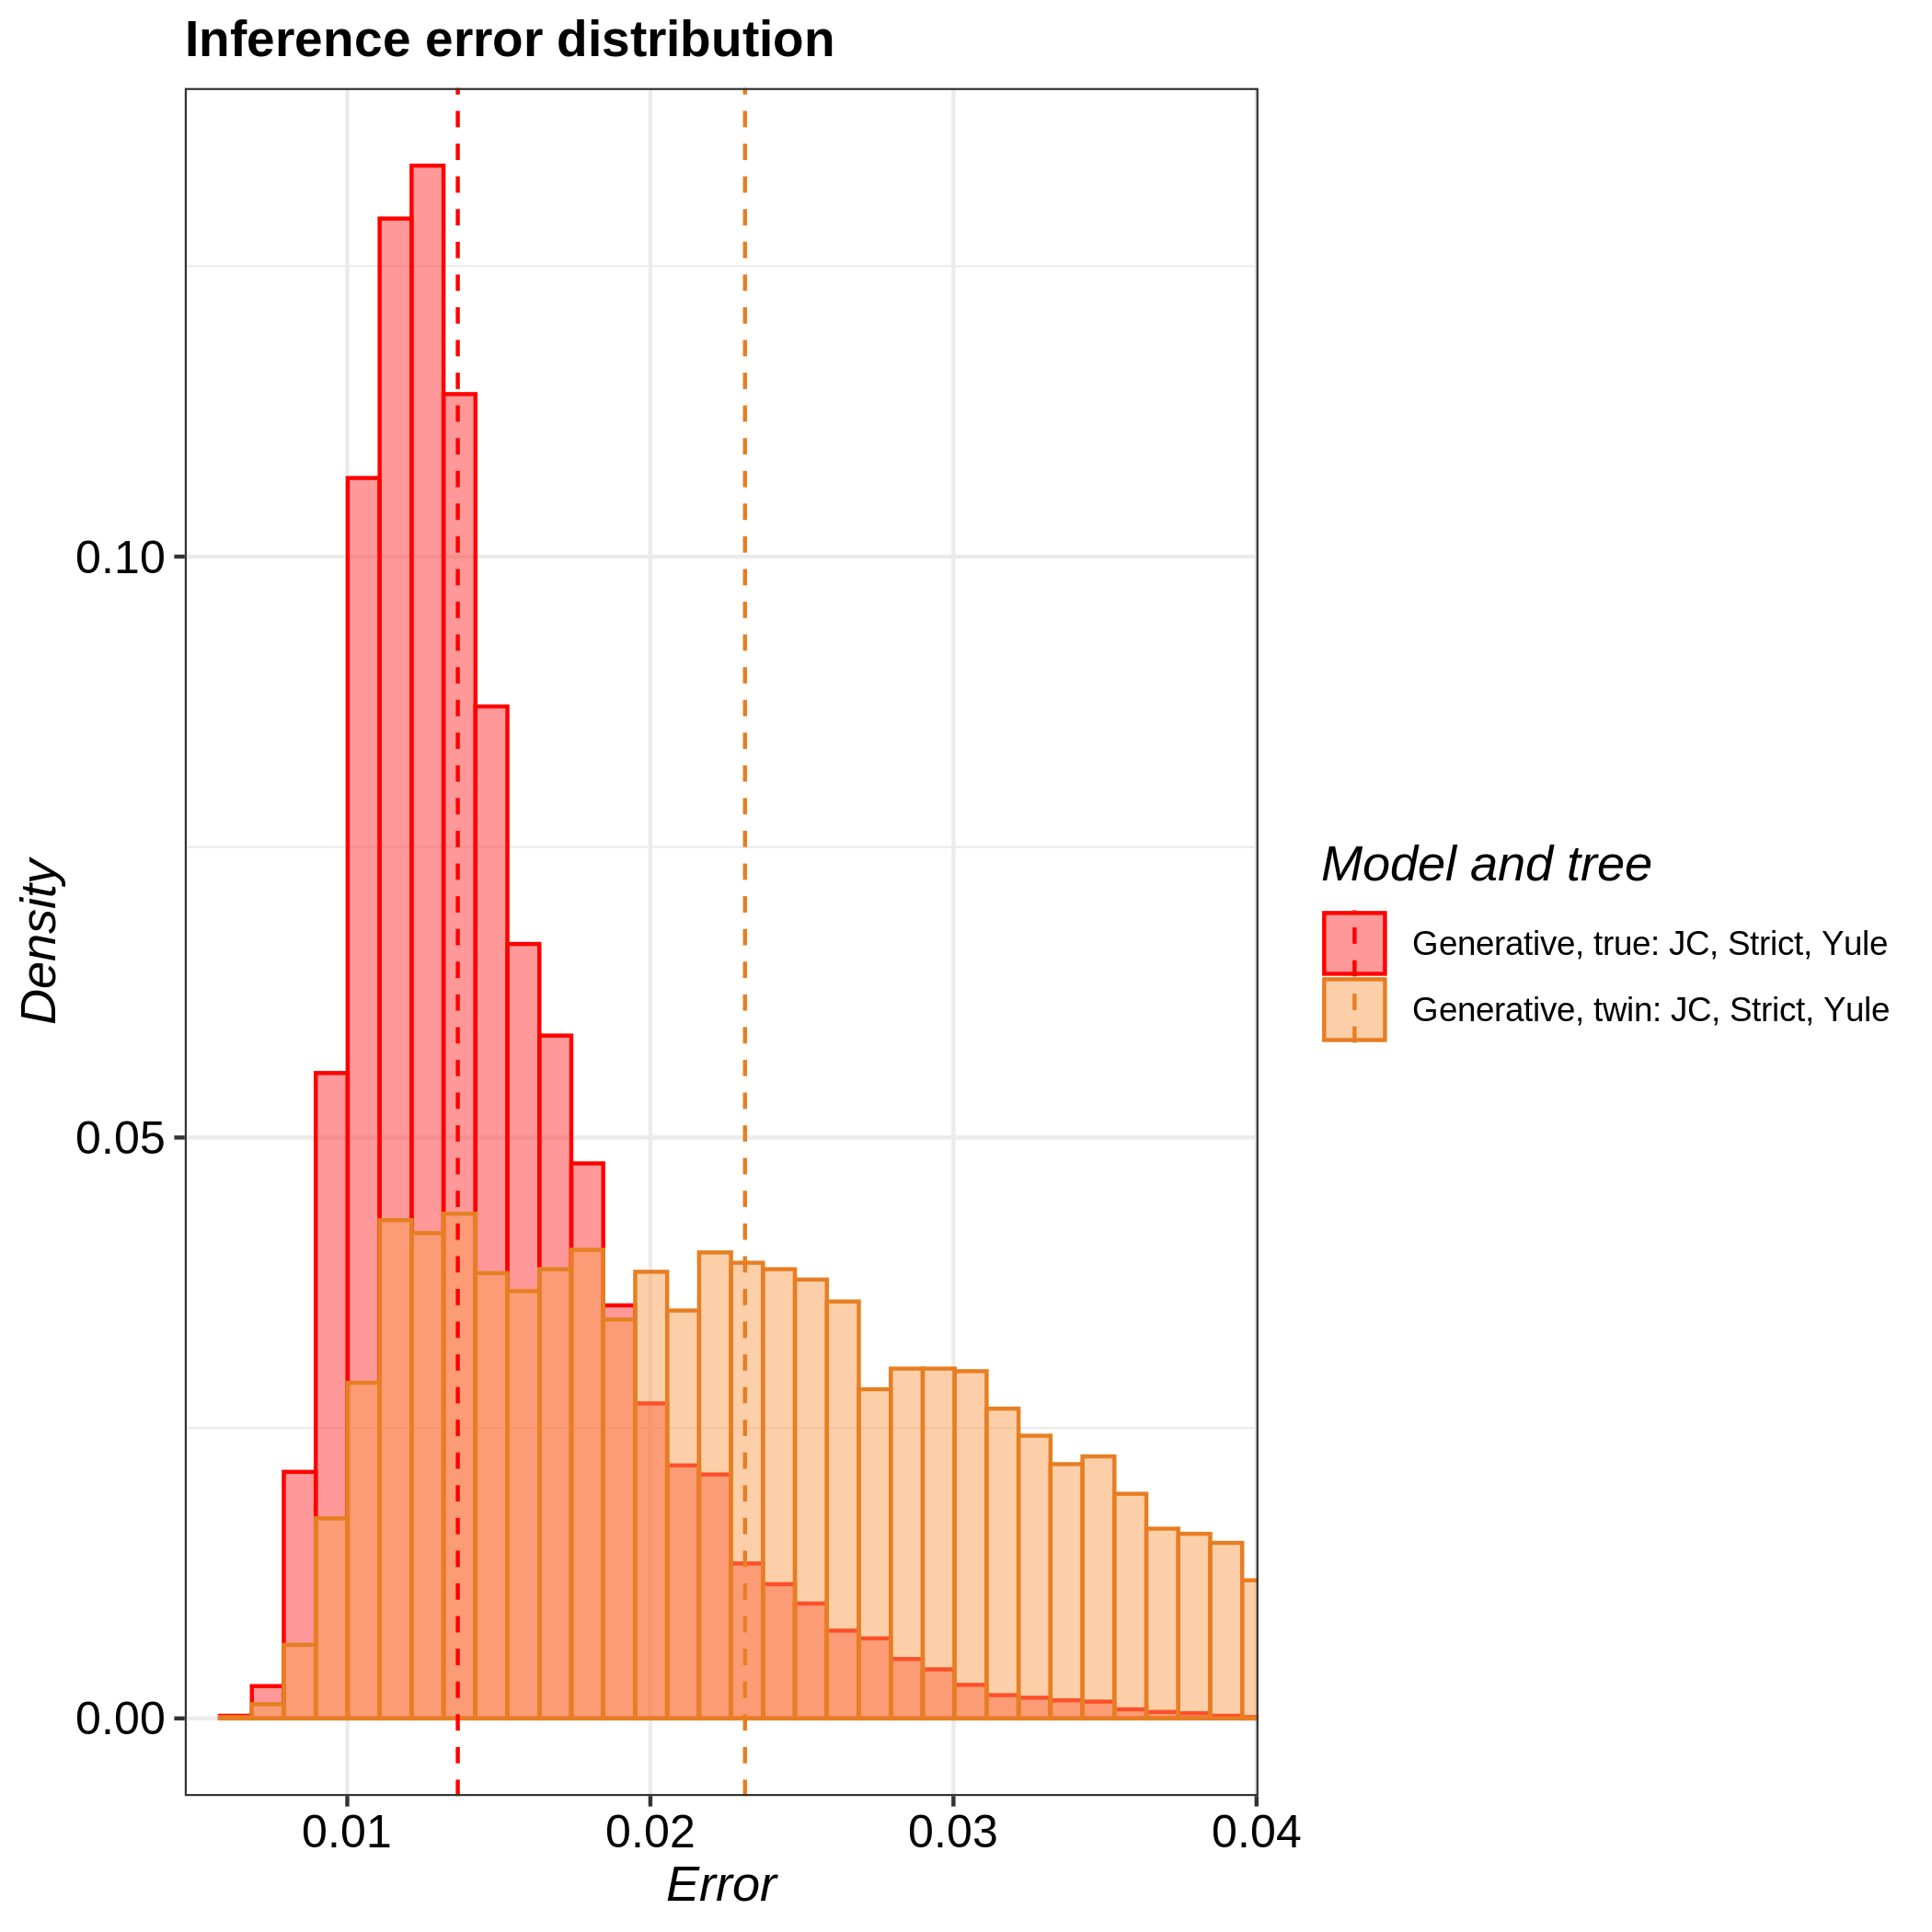 Inference error distribution
Density
0.10
0.05
0.00
0.01 0.02 0.03 0.04
Error
Model and tree
Generative, true: JC, Strict, Yule
Generative, twin: JC, Strict, Yule